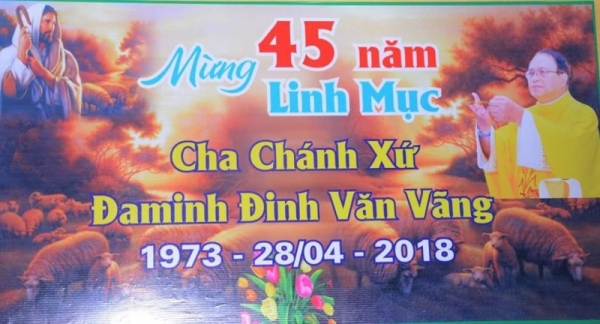 Mừng 45 năm
Linh Mục
Cha Chánh Xứ
Đaminh Đinh Văn Vãng
1973 - 28/04 - 2018